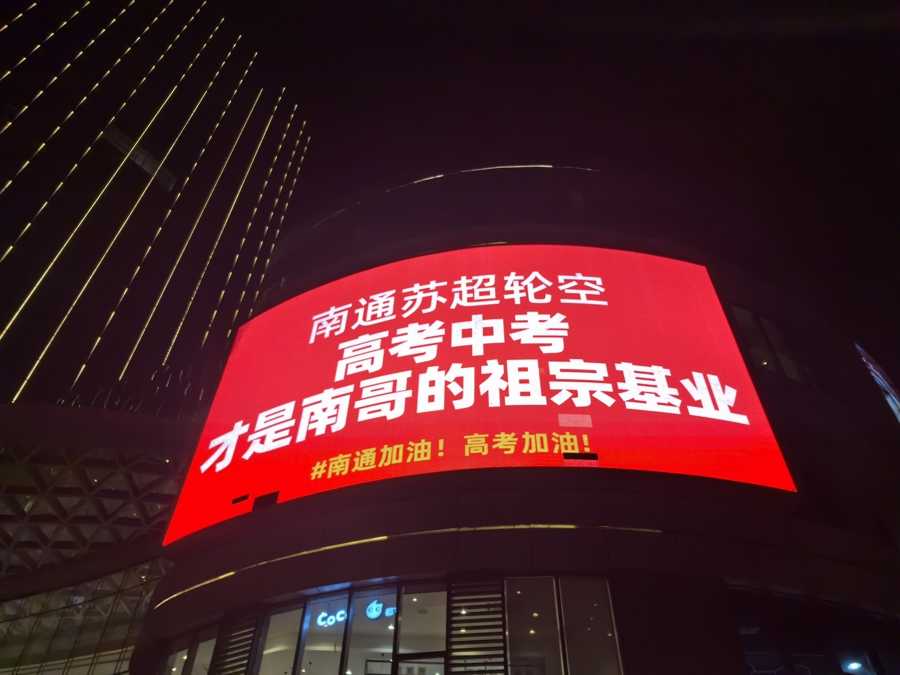 南通苏超轮空
高考中考
才是南哥的祖宗基业
#南通加油！高考加油！
CoCo